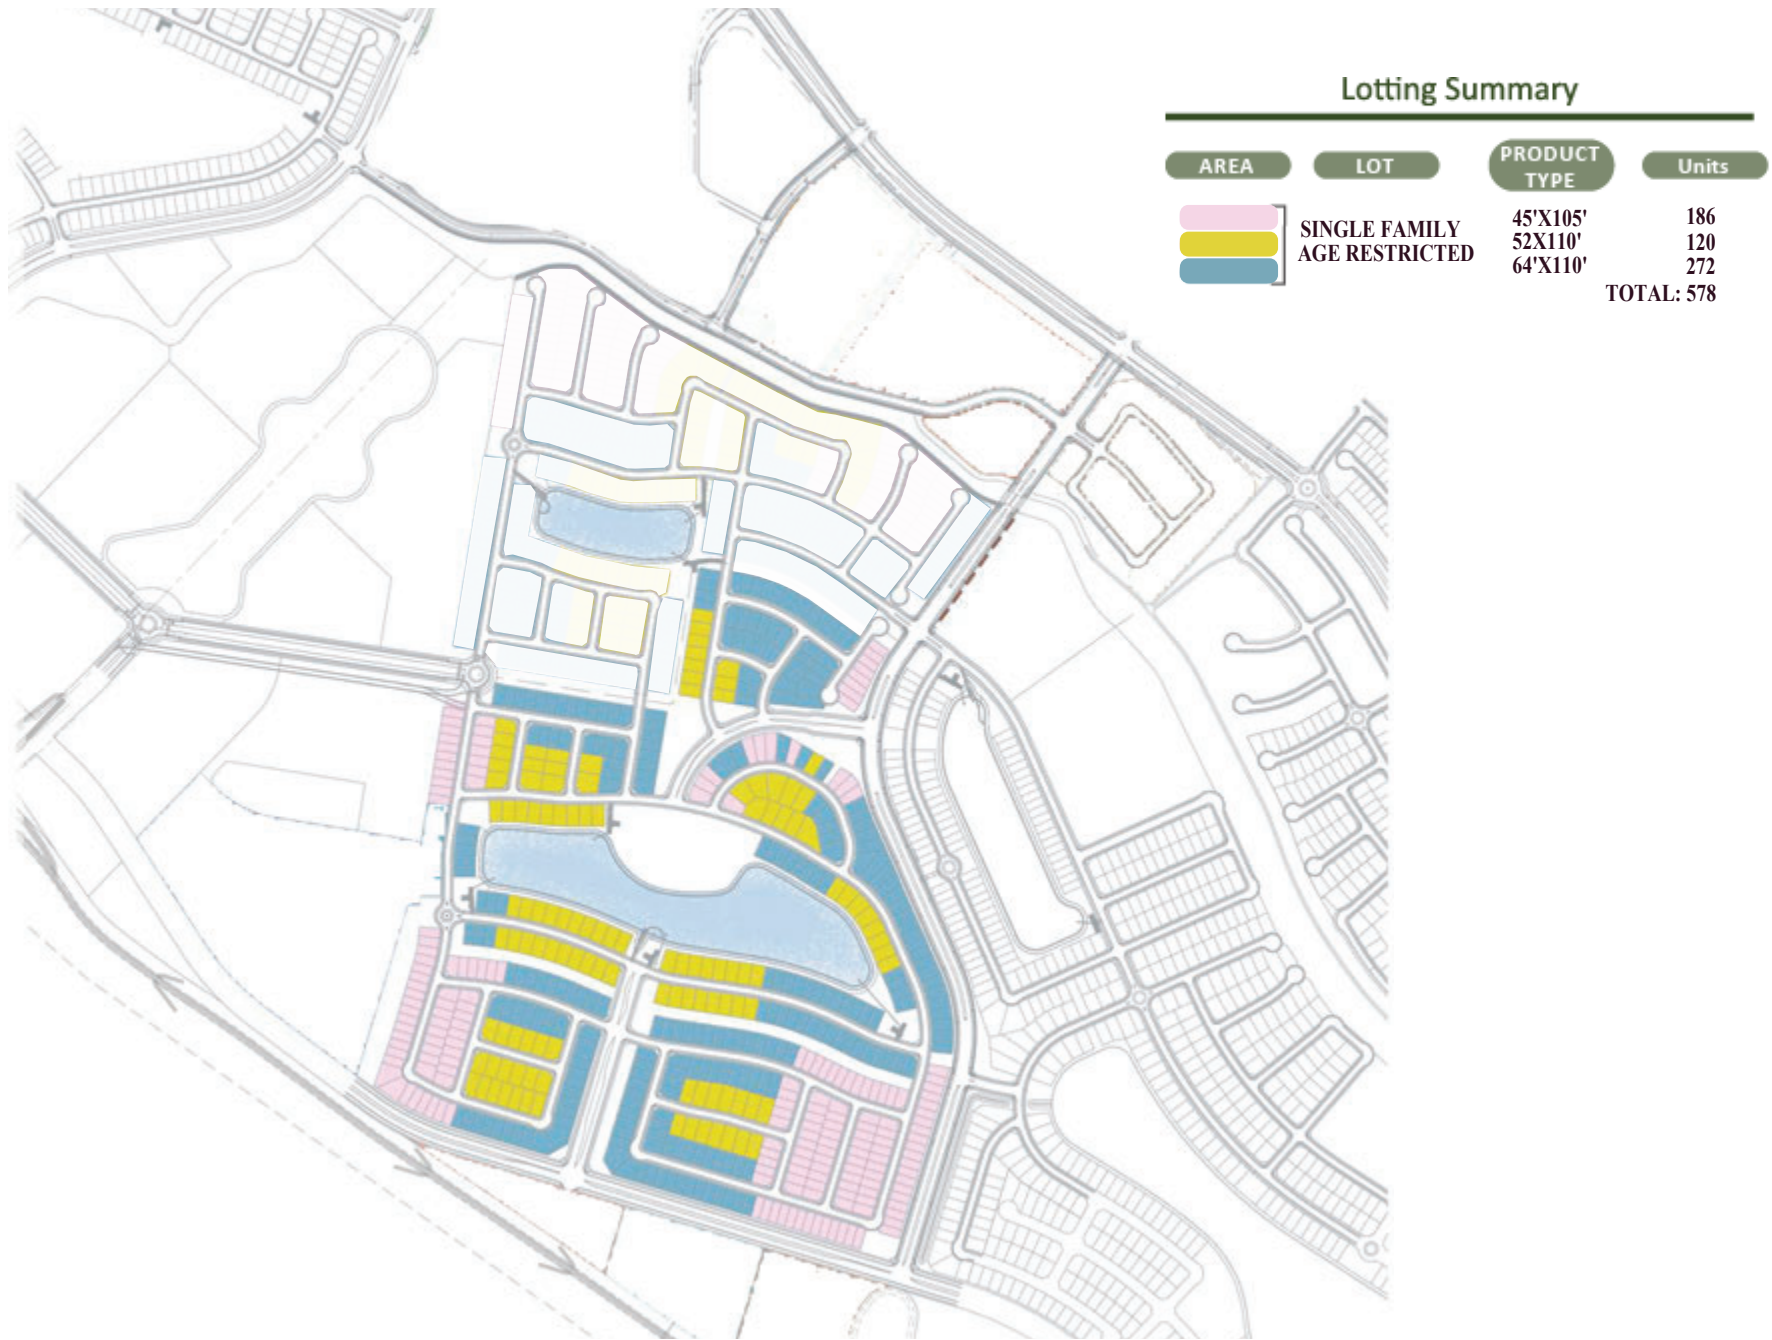 Lotting Summary
AREA LOT PRODUCT TYPE Units
SINGLE FAMILY
AGE RESTRICTED
45'X105' 186
52X110' 120
64'X110' 272
TOTAL: 578